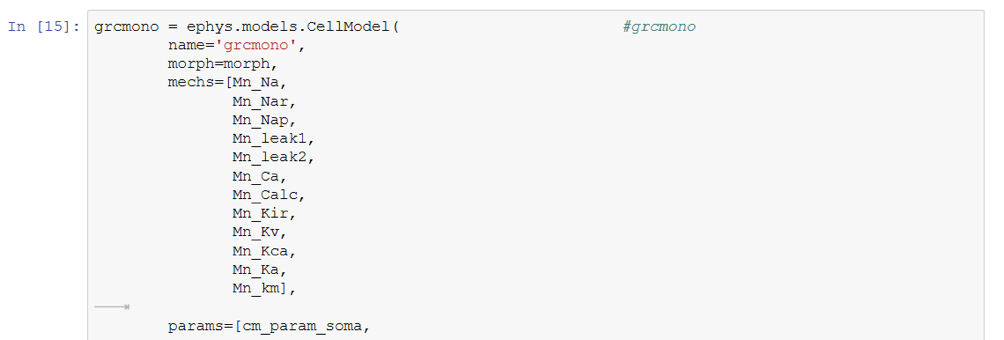 In [15]: grcmono = ephys.models.CellModel( #grcmono
name='grcmono',
morph=morph,
mechs=[Mn_Na,
Mn_Nar,
Mn_Nap,
Mn_leak1,
Mn_leak2,
Mn_Ca,
Mn_Calc,
Mn_Kir,
Mn_Kv,
Mn_Kca,
Mn_Ka,
Mn_km],
params=[cm_param_soma,